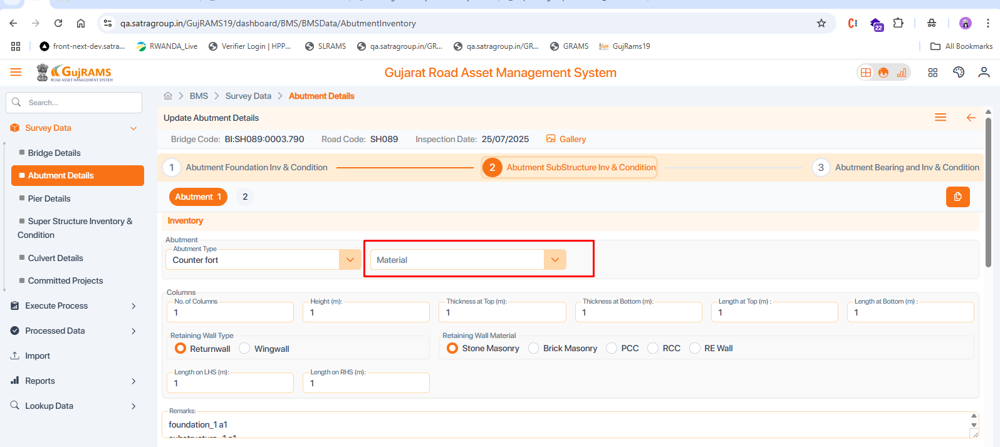 qa.satragroup.in/GujRAMS19/dashboard/BMS/BMSData/AbutmentInventory
22
front-next-dev.satra...
RWANDA_Live
Verifier Login | HPP...
SLRAMS
qa.satragroup.in/GR...
qa.satragroup.in/GR...
GRAMS
GujRams19
All Bookmarks
GujRAMS
ROAD ASSET MANAGEMENT SYSTEM
Gujarat Road Asset Management System
Search...
BMS
Survey Data
Abutment Details
Survey Data
Bridge Details
Abutment Details
Pier Details
Super Structure Inventory &
Condition
Culvert Details
Committed Projects
Execute Process
Processed Data
Import
Reports
Lookup Data
Update Abutment Details
Bridge Code: BI:SH089:0003.790 Road Code: SH089 Inspection Date: 25/07/2025 Gallery
1 Abutment Foundation Inv & Condition
2 Abutment SubStructure Inv & Condition
3 Abutment Bearing and Inv & Condition
Abutment 1 2
Inventory
Abutment
Abutment Type
Counter fort
Material
Columns
No. of Columns
1
Height (m):
1
Thickness at Top (m):
1
Thickness at Bottom (m):
1
Length at Top (m) :
1
Length at Bottom (m) :
1
Retaining Wall Type
Returnwall Wingwall
Retaining Wall Material
Stone Masonry Brick Masonry PCC RCC RE Wall
Length on LHS (m):
1
Length on RHS (m):
1
Remarks:
foundation_1 a1